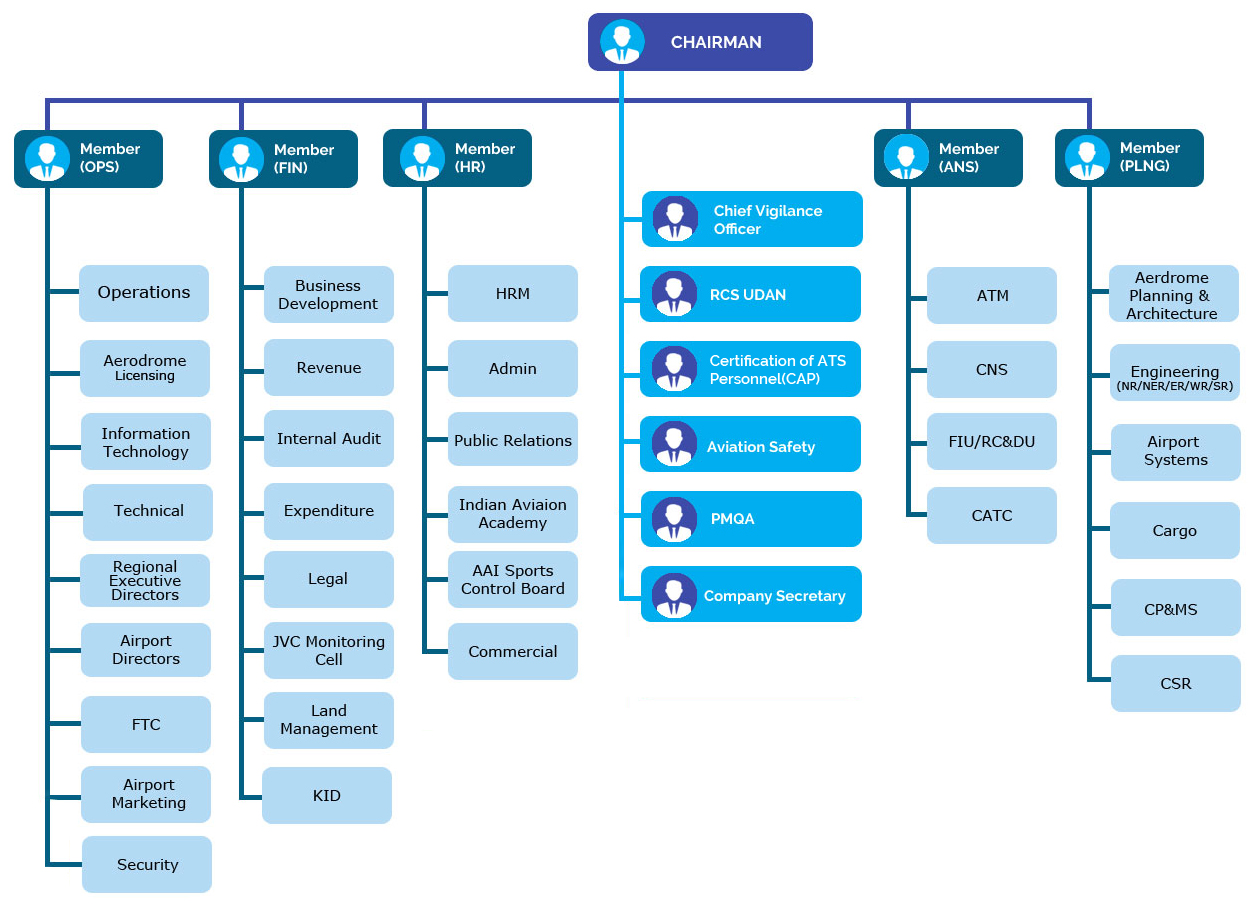 CHAIRMAN
Member
(OPS)
Member
(FIN)
Member
(HR)
Member
(ANS)
Member
(PLNG)
Operations
Aerodrome
Licensing
Information
Technology
Technical
Regional
Executive
Directors
Airport
Directors
FTC
Airport
Marketing
Security
Business
Development
Revenue
Internal Audit
Expenditure
Legal
JVC Monitoring
Cell
Land
Management
KID
HRM
Admin
Public Relations
Indian Aviaion
Academy
AAI Sports
Control Board
Commercial
Chief Vigilance
Officer
RCS UDAN
Certification of ATS
Personnel(CAP)
Aviation Safety
PMQA
Company Secretary
ATM
CNS
FIU/RC&DU
CATC
Aerdrome
Planning &
Architecture
Engineering
(NR/NER/ER/WR/SR)
Airport
Systems
Cargo
CP&MS
CSR